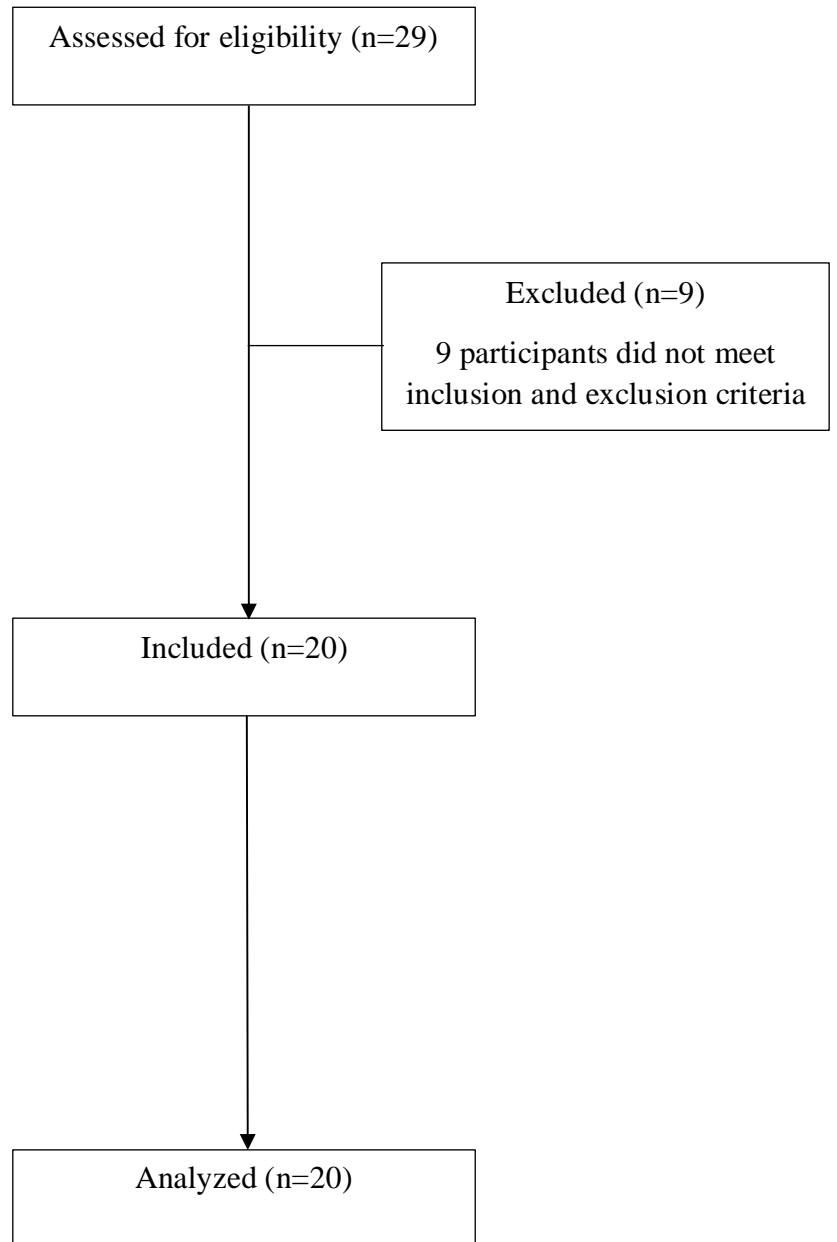 Assessed for eligibility (n=29)
Excluded (n=9)
9 participants did not meet
inclusion and exclusion criteria
Included (n=20)
Analyzed (n=20)